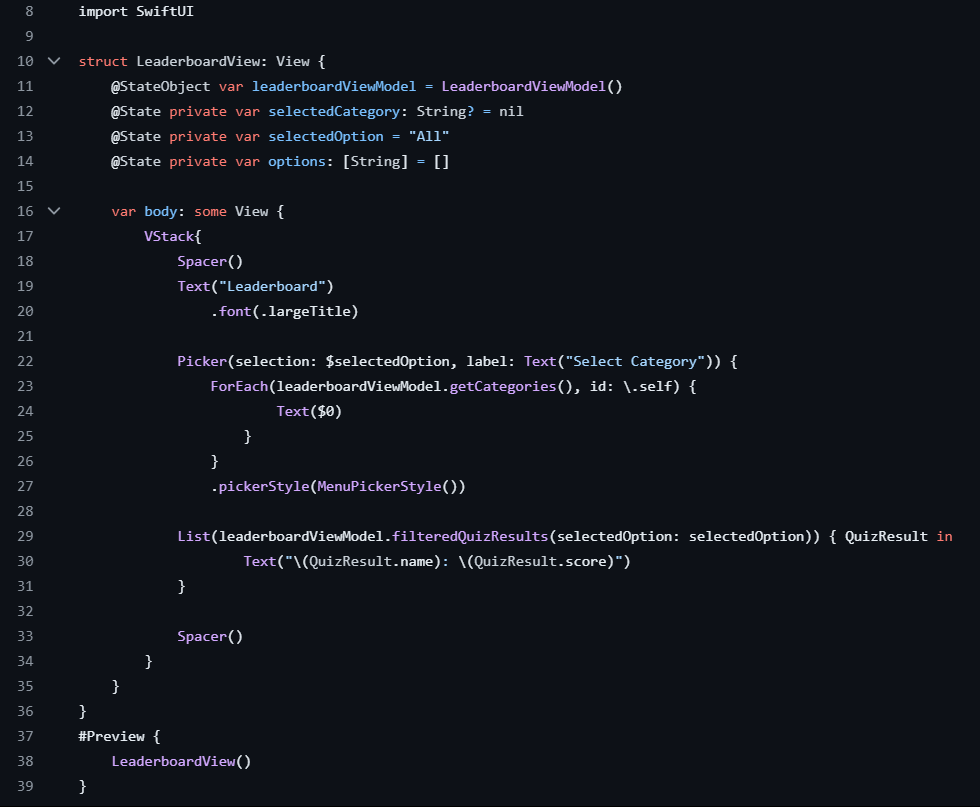 8 import SwiftUI
9
10 struct LeaderboardView: View {
11 @StateObject var leaderboardViewModel = LeaderboardViewModel()
12 @State private var selectedCategory: String? = nil
13 @State private var selectedOption = "All"
14 @State private var options: [String] = []
15
16 var body: some View {
17 VStack{
18 Spacer()
19 Text("Leaderboard")
20 .font(.largeTitle)
21
22 Picker(selection: $selectedOption, label: Text("Select Category")) {
23 ForEach(leaderboardViewModel.getCategories(), id: \.self) {
24 Text($0)
25 }
26 }
27 .pickerStyle(MenuPickerStyle())
28
29 List(leaderboardViewModel.filteredQuizResults(selectedOption: selectedOption)) { QuizResult in
30 Text("\(QuizResult.name): \(QuizResult.score)")
31 }
32
33 Spacer()
34 }
35 }
36 }
37 #Preview {
38 LeaderboardView()
39 }